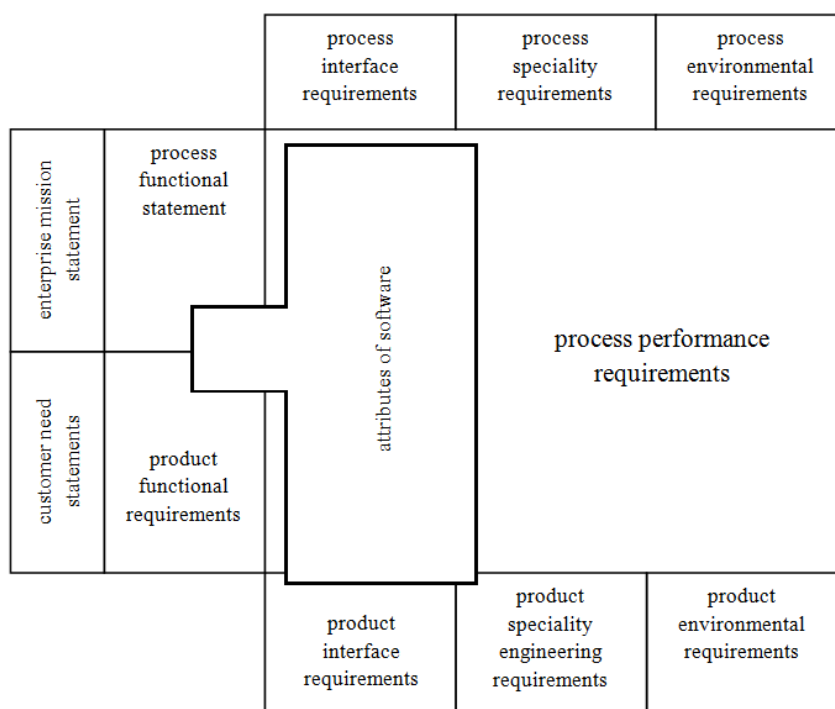 process
interface
requirements
process
speciality
requirements
process
environmental
requirements
enterprise mission
statement
process
functional
statement
attributes of software
process performance
requirements
customer need
statements
product
functional
requirements
product
interface
requirements
product
speciality
engineering
requirements
product
environmental
requirements